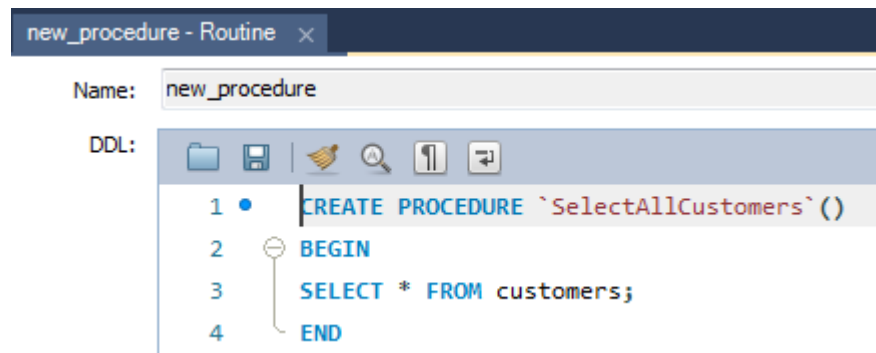 new_procedure - Routine ×
Name: new_procedure
DDL:
1 CREATE PROCEDURE `SelectAllCustomers`()
2 BEGIN
3 SELECT * FROM customers;
4 END